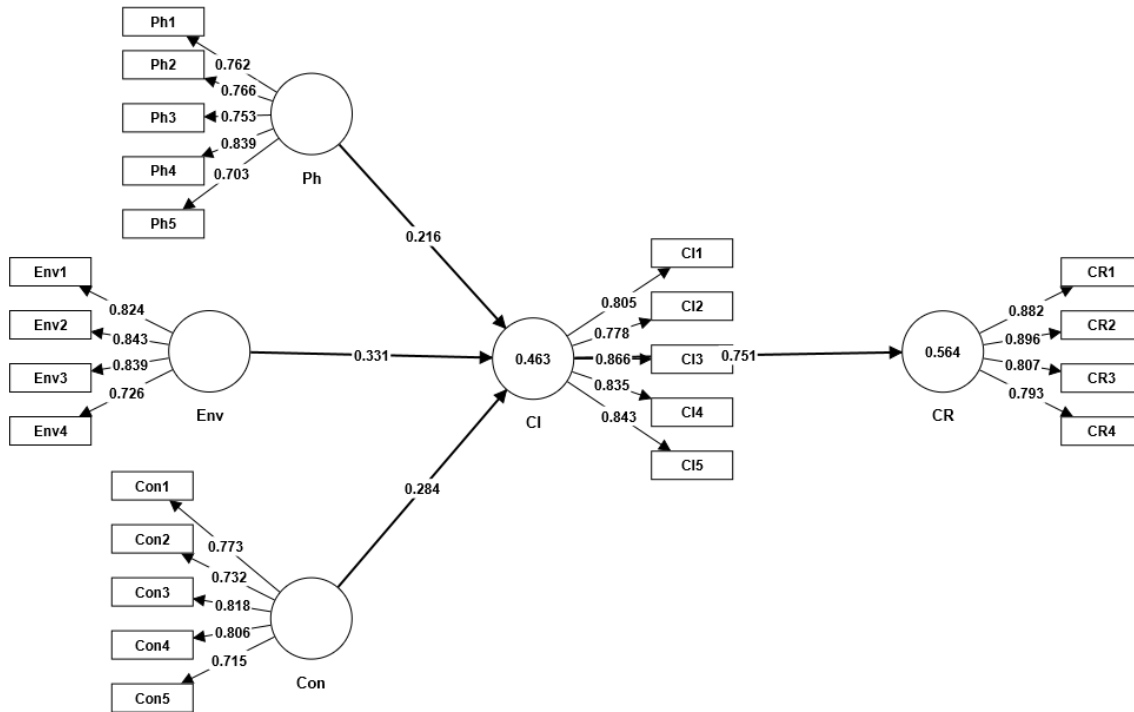 Ph1
Ph2
Ph3
Ph4
Ph5
0.762
0.766
0.753
0.839
0.703
Ph
0.216
Env1
Env2
Env3
Env4
0.824
0.843
0.839
0.726
Env
0.331
Con1
Con2
Con3
Con4
Con5
0.773
0.732
0.818
0.806
0.715
Con
0.284
0.463
CI
CI1
CI2
CI3
CI4
CI5
0.805
0.778
0.866
0.835
0.843
0.751
0.564
CR
0.882
0.896
0.807
0.793
CR1
CR2
CR3
CR4